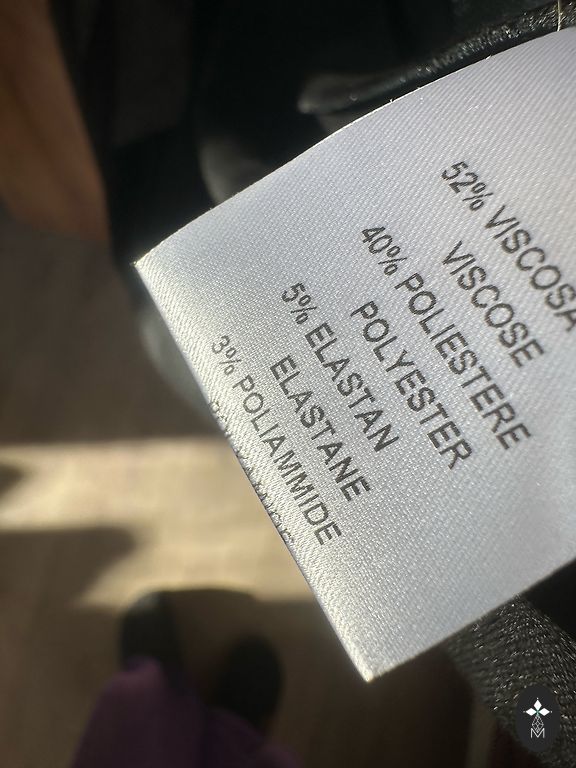 52% VISCOSA
VISCOSE
40% POLIESTERE
POLYESTER
5% ELASTAN
ELASTANE
3% POLIAMMIDE